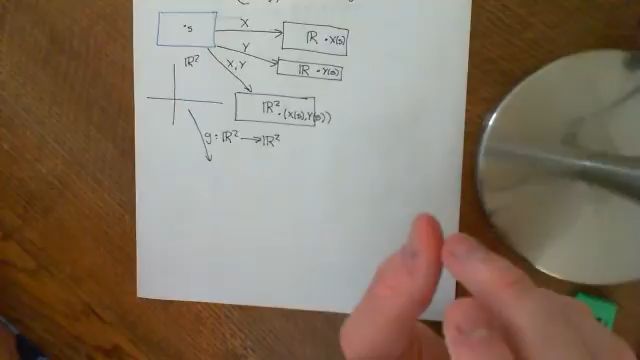 X
·s
ℝ ·X(s)
Y
ℝ ·Y(s)
X,Y
ℝ²
ℝ² ·(X(s),Y(s))
g: ℝ² → ℝ²